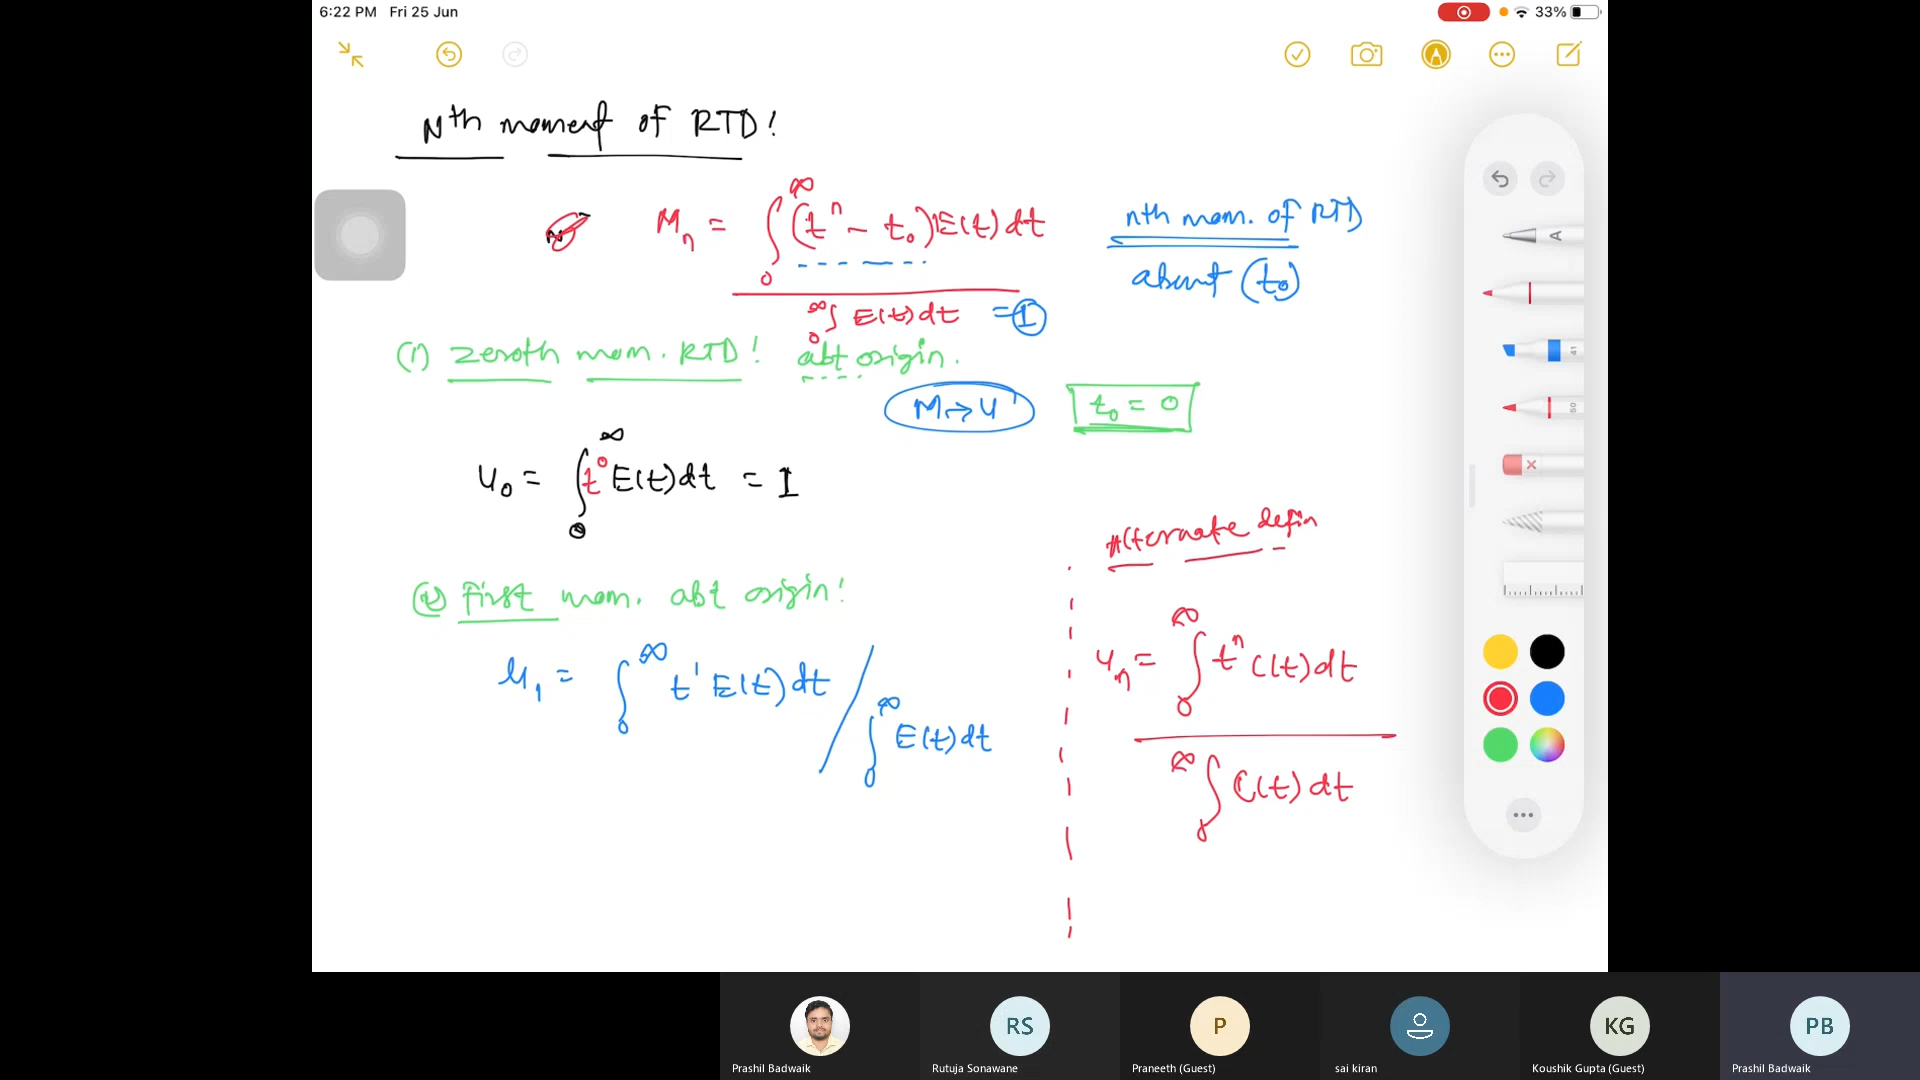 6:22 PM Fri 25 Jun 33%
Nth moment of RTD!
Mₙ = ∫₀^∞ (tⁿ - t₀) E(t) dt nth mom. of RTD
about (t₀)
∫₀^∞ E(t) dt = 1
(1) zeroth mom. RTD! abt origin.
M → μ t₀ = 0
μ₀ = ∫₀^∞ t⁰ E(t) dt = 1
Alternate defin
(2) First mom. abt origin!
μ₁ = ∫₀^∞ t¹ E(t) dt / ∫₀^∞ E(t) dt
μₙ = ∫₀^∞ tⁿ C(t) dt
∫₀^∞ C(t) dt
A
41
50
RS P KG PB
Prashil Badwaik Rutuja Sonawane Praneeth (Guest) sai kiran Koushik Gupta (Guest) Prashil Badwaik